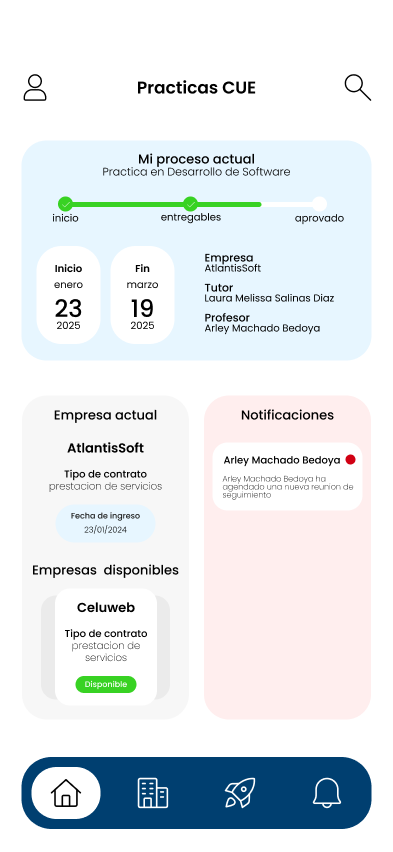 Practicas CUE
Mi proceso actual
Practica en Desarrollo de Software
inicio
entregables
aprovado
Inicio
enero
23
2025
Fin
marzo
19
2025
Empresa
AtlantisSoft
Tutor
Laura Melissa Salinas Diaz
Profesor
Arley Machado Bedoya
Empresa actual
AtlantisSoft
Tipo de contrato
prestacion de servicios
Fecha de ingreso
23/01/2024
Empresas disponibles
Celuweb
Tipo de contrato
prestacion de
servicios
Disponible
Notificaciones
Arley Machado Bedoya
Arley Machado Bedoya ha
agendado una nueva reunion de
seguimiento